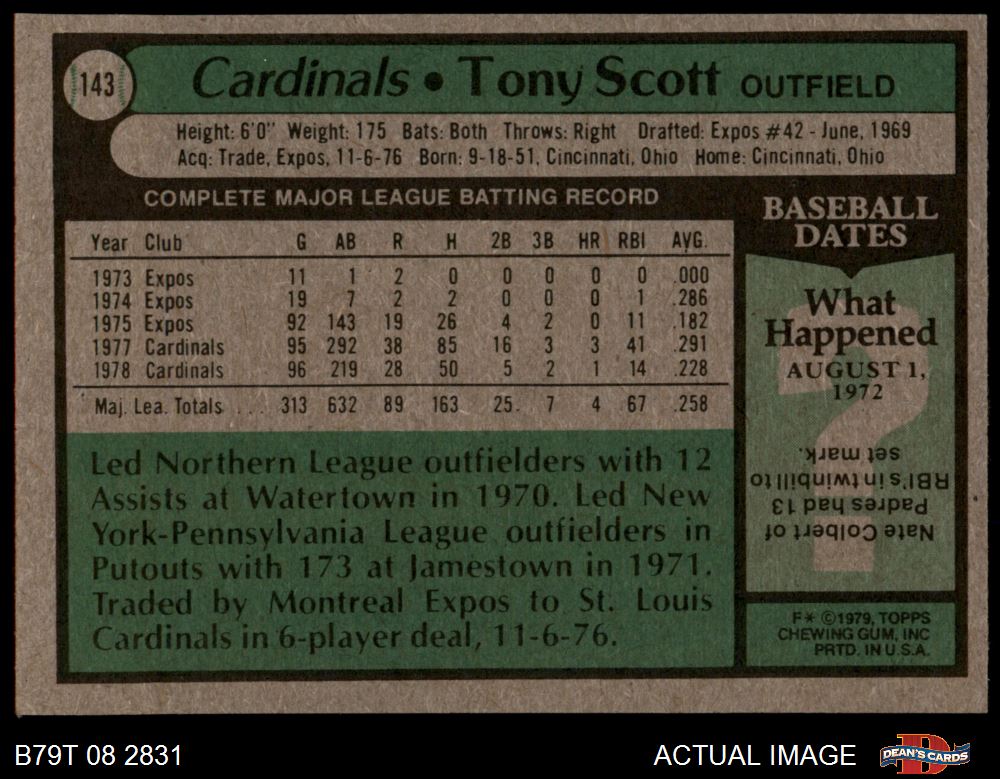 143
Cardinals • Tony Scott OUTFIELD
Height: 6'0" Weight: 175 Bats: Both Throws: Right Drafted: Expos #42 - June, 1969
Acq: Trade, Expos, 11-6-76 Born: 9-18-51, Cincinnati, Ohio Home: Cincinnati, Ohio
COMPLETE MAJOR LEAGUE BATTING RECORD
Year Club G AB R H 2B 3B HR RBI AVG.
1973 Expos 11 1 2 0 0 0 0 0 .000
1974 Expos 19 7 2 2 0 0 0 1 .286
1975 Expos 92 143 19 26 4 2 0 11 .182
1977 Cardinals 95 292 38 85 16 3 3 41 .291
1978 Cardinals 96 219 28 50 5 2 1 14 .228
Maj. Lea. Totals . . . 313 632 89 163 25. 7 4 67 .258
Led Northern League outfielders with 12
Assists at Watertown in 1970. Led New
York-Pennsylvania League outfielders in
Putouts with 173 at Jamestown in 1971.
Traded by Montreal Expos to St. Louis
Cardinals in 6-player deal, 11-6-76.
BASEBALL
DATES
What
Happened
AUGUST 1,
1972
?
Nate Colbert of
Padres had 13
RBI's in twinbill to
set mark.
F* ©1979, TOPPS
CHEWING GUM, INC
PRTD. IN U.S.A.
B79T 08 2831
ACTUAL IMAGE
D
DEAN'S CARDS